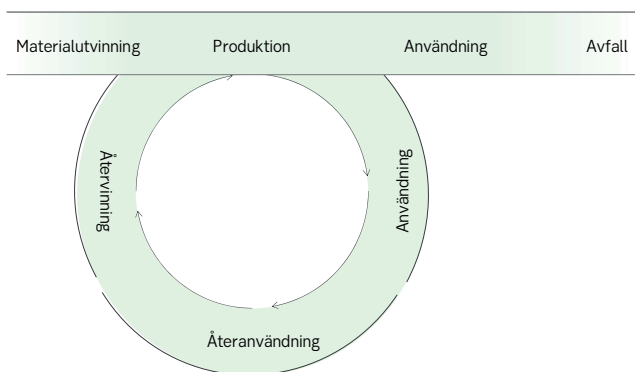 Materialutvinning Produktion Användning Avfall
Återvinning
Användning
Återanvändning